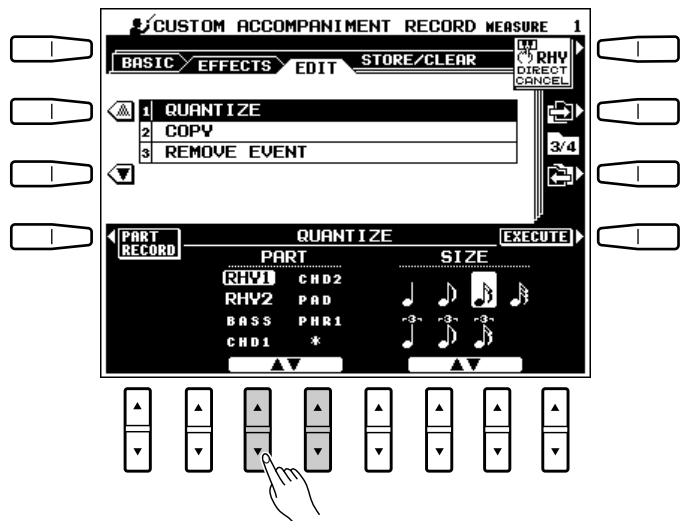 CUSTOM ACCOMPANIMENT RECORD MEASURE 1
BASIC EFFECTS EDIT STORE/CLEAR
RHY
DIRECT
CANCEL
1 QUANTIZE
2 COPY
3 REMOVE EVENT
3/4
PART
RECORD
QUANTIZE
EXECUTE
PART
RHY1 CHD2
RHY2 PAD
BASS PHR1
CHD1 *
SIZE
3 3 3